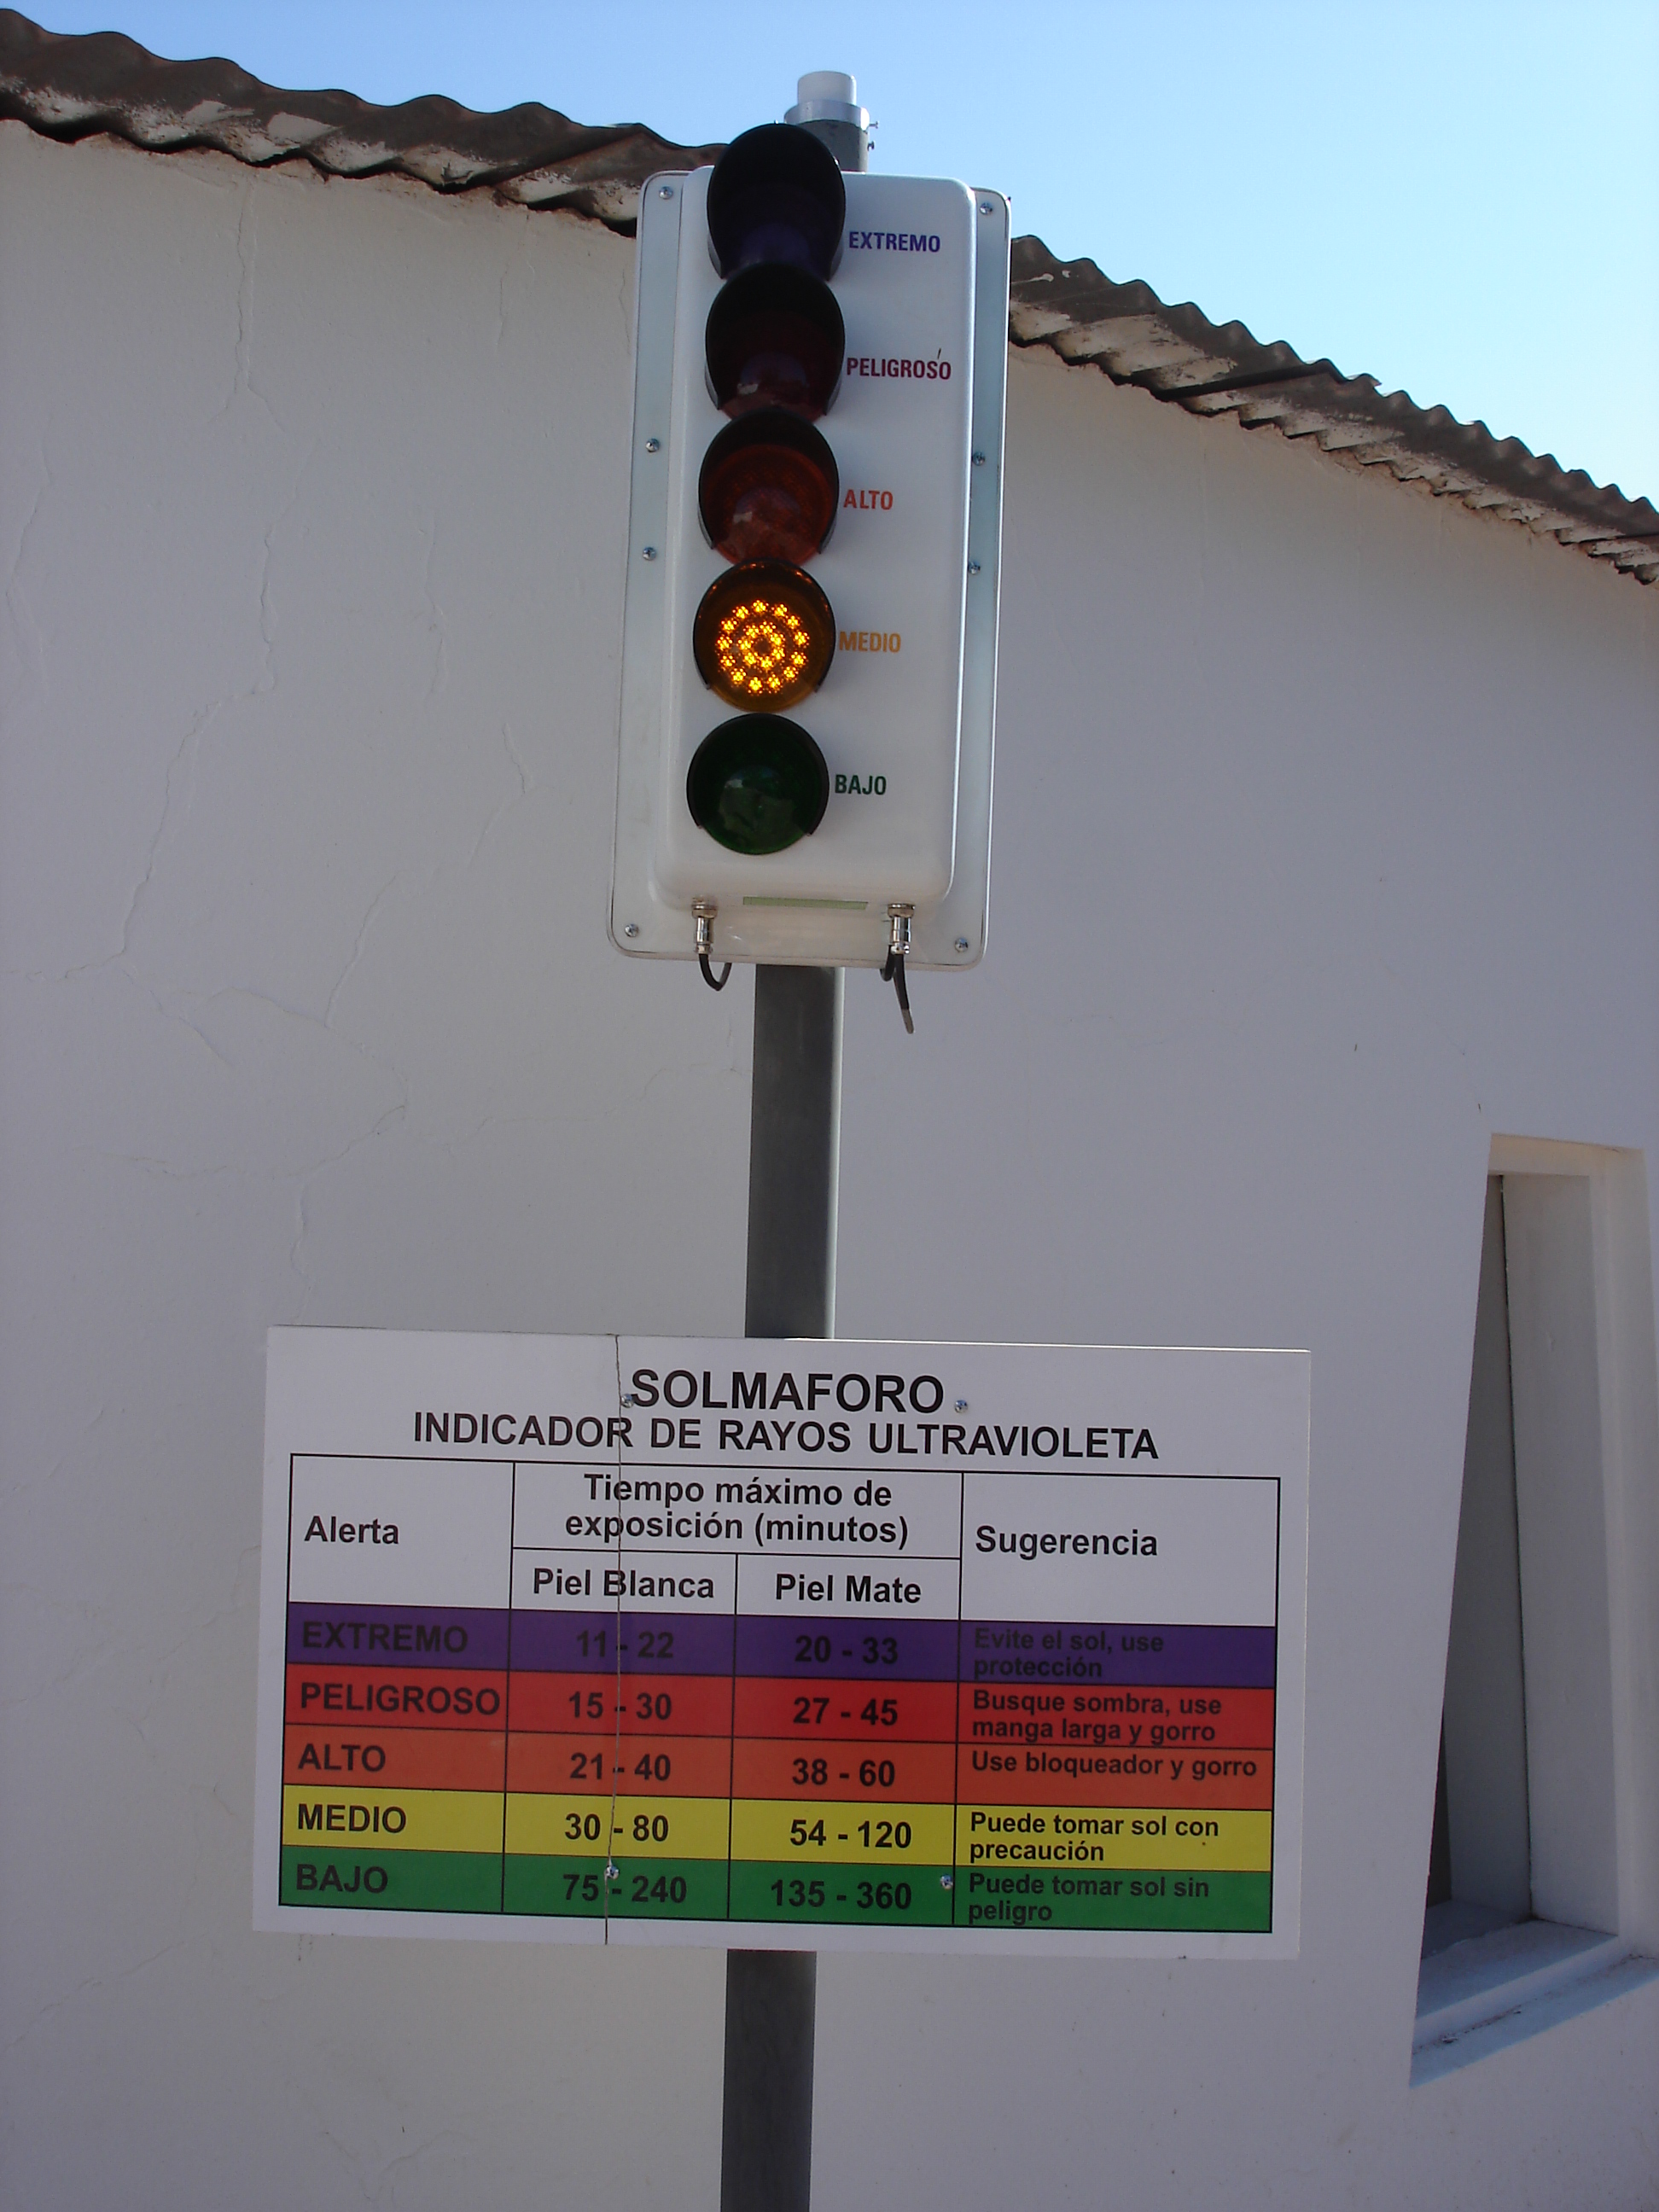 EXTREMO
PELIGROSO
ALTO
MEDIO
BAJO
SOLMAFORO
INDICADOR DE RAYOS ULTRAVIOLETA
Alerta
Tiempo máximo de
exposición (minutos)
Sugerencia
Piel Blanca
Piel Mate
EXTREMO
11 - 22
20 - 33
Evite el sol, use
protección
PELIGROSO
15 - 30
27 - 45
Busque sombra, use
manga larga y gorro
ALTO
21 - 40
38 - 60
Use bloqueador y gorro
MEDIO
30 - 80
54 - 120
Puede tomar sol con
precaución
BAJO
75 - 240
135 - 360
Puede tomar sol sin
peligro